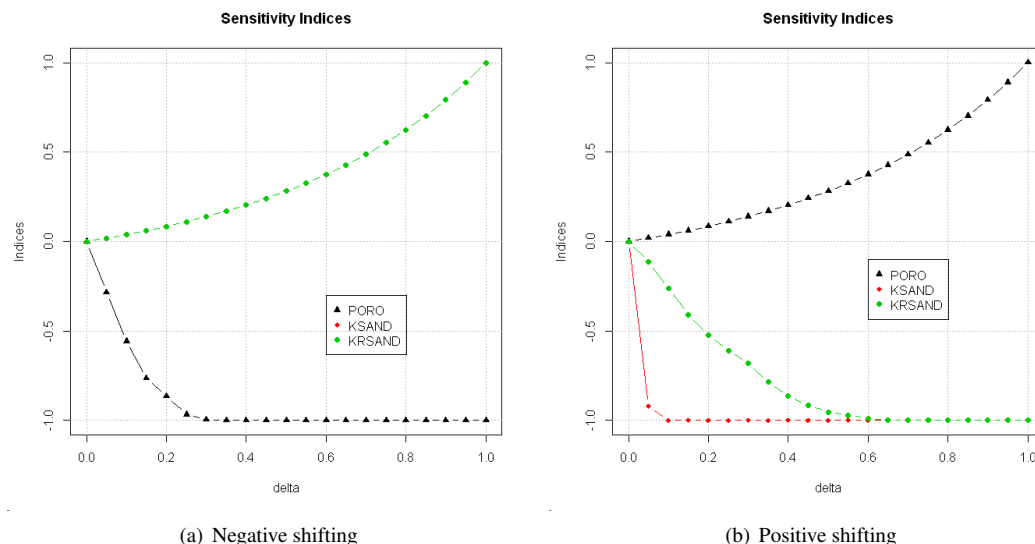 Sensitivity Indices
1.0
0.5
0.0
-0.5
-1.0
Indices
PORO
KSAND
KRSAND
0.0 0.2 0.4 0.6 0.8 1.0
delta
(a) Negative shifting
Sensitivity Indices
1.0
0.5
0.0
-0.5
-1.0
Indices
PORO
KSAND
KRSAND
0.0 0.2 0.4 0.6 0.8 1.0
delta
(b) Positive shifting